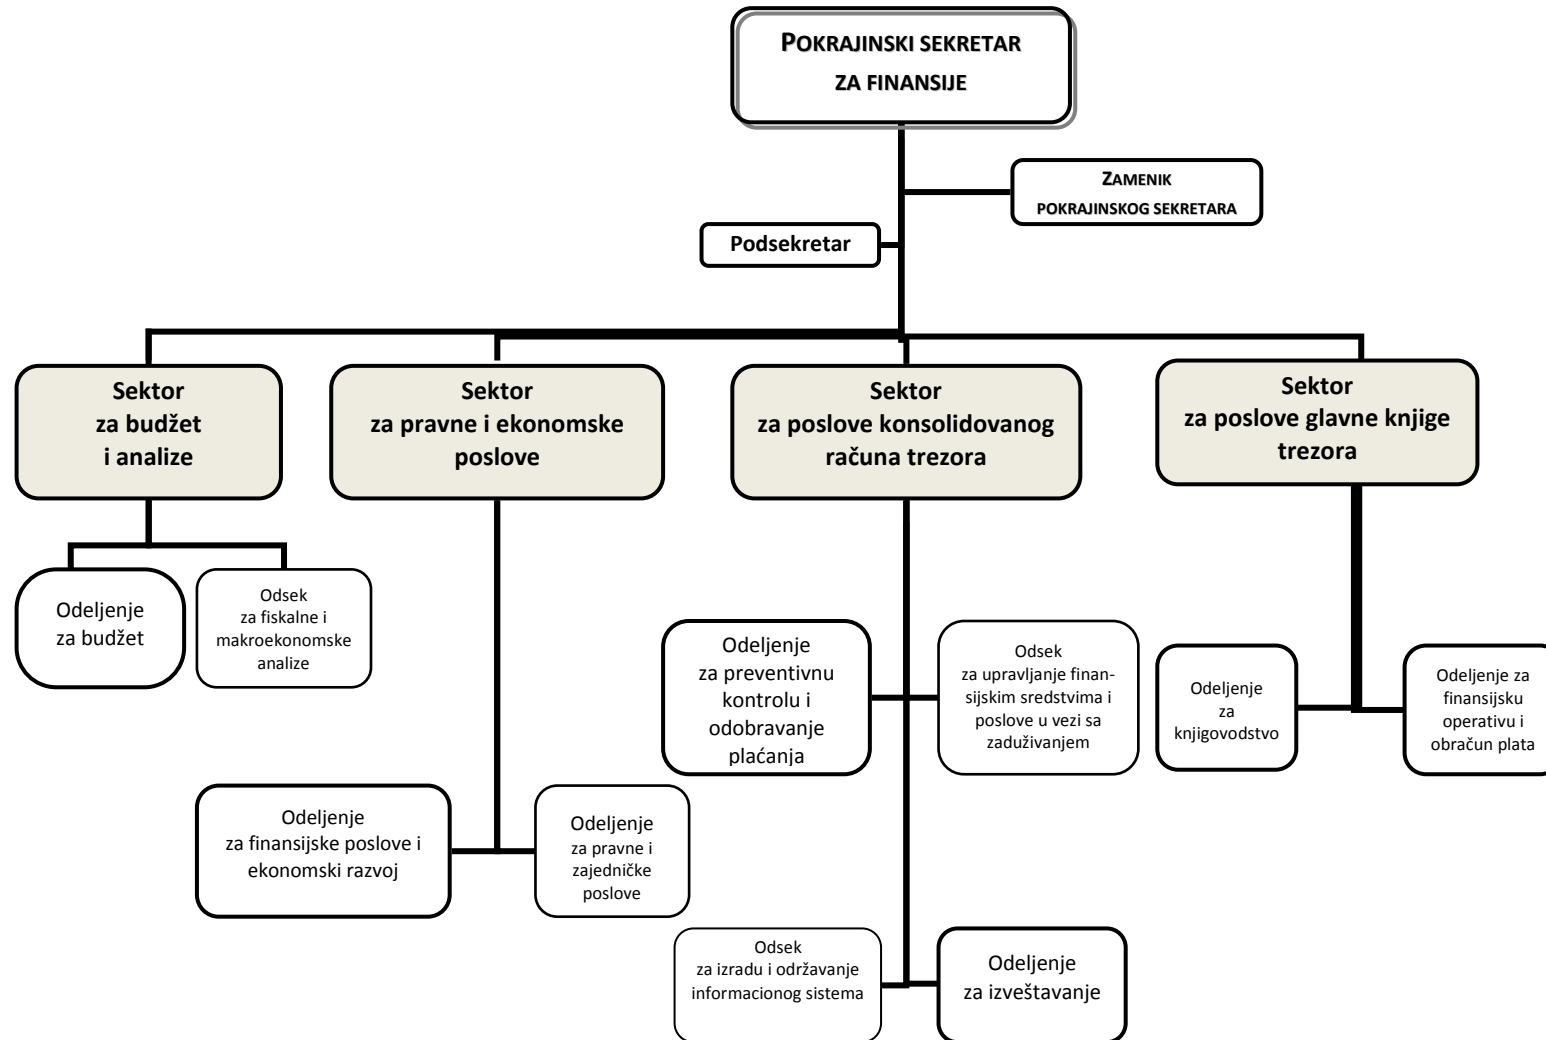 POKRAJINSKI SEKRETAR
ZA FINANSIJE
ZAMENIK
POKRAJINSKOG SEKRETARA
Podsekretar
Sektor
za budžet
i analize
Sektor
za pravne i ekonomske
poslove
Sektor
za poslove konsolidovanog
računa trezora
Sektor
za poslove glavne knjige
trezora
Odeljenje
za budžet
Odsek
za fiskalne i
makroekonomske
analize
Odeljenje
za preventivnu
kontrolu i
odobravanje
plaćanja
Odsek
za upravljanje finan-
sijskim sredstvima i
poslove u vezi sa
zaduživanjem
Odeljenje
za
knjigovodstvo
Odeljenje za
finansijsku
operativu i
obračun plata
Odeljenje
za finansijske poslove i
ekonomski razvoj
Odeljenje
za pravne i
zajedničke
poslove
Odsek
za izradu i održavanje
informacionog sistema
Odeljenje
za izveštavanje